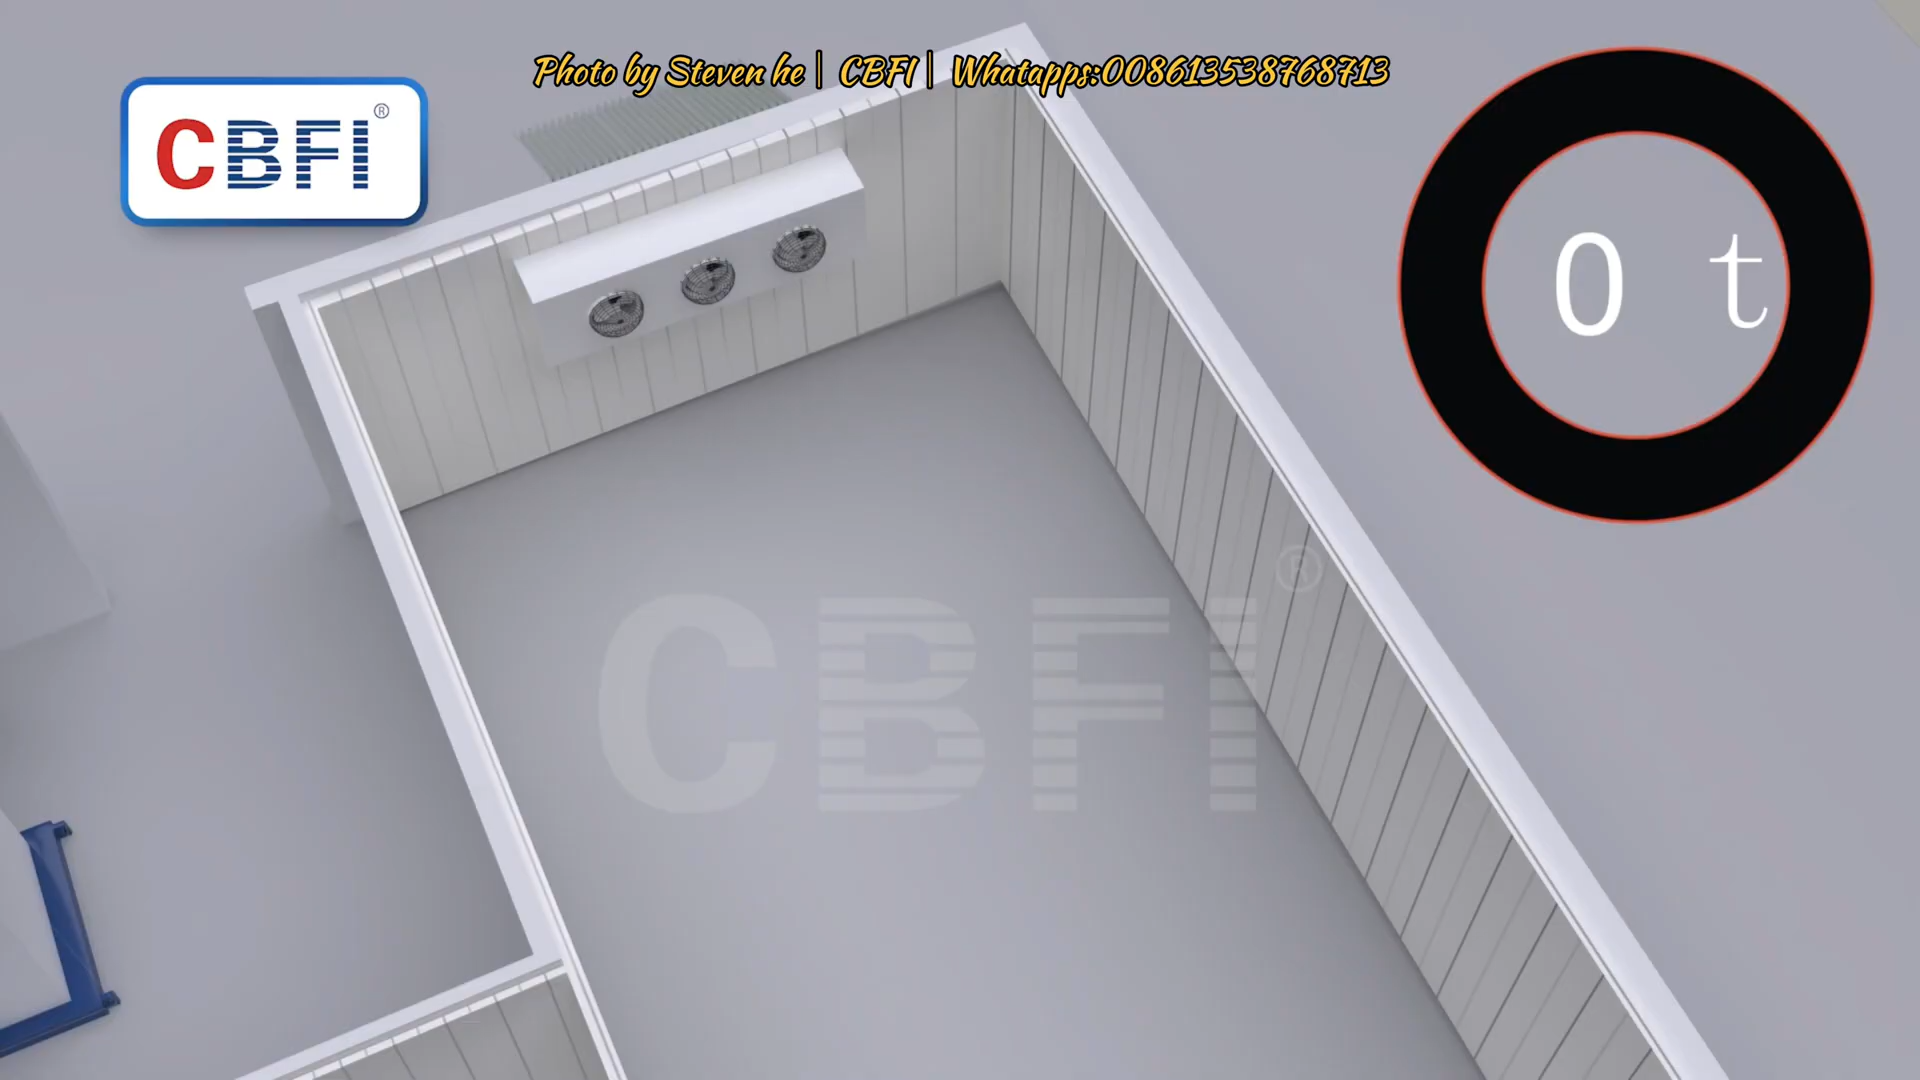 Photo by Steven he | CBFI | Whatapps:008613538768713
CBFI®
0 t
CBFI®